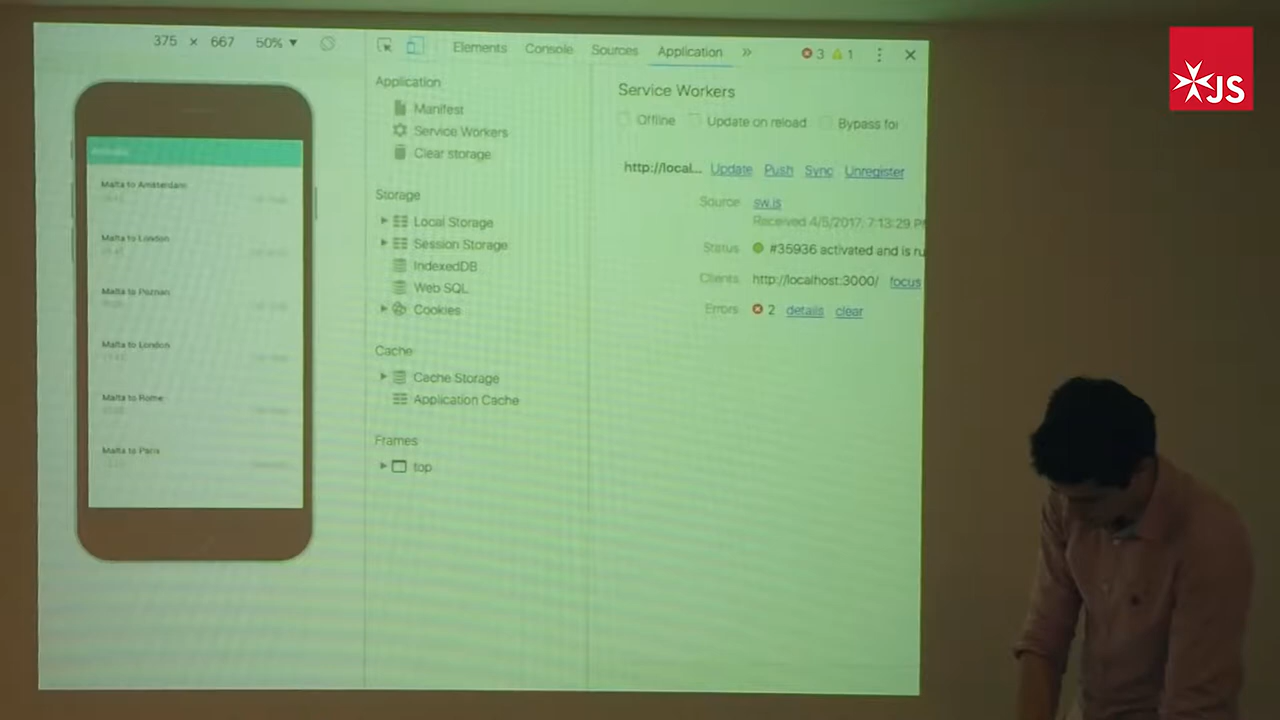 375 × 667 50% ▼
Elements Console Sources Application » 3 1
JS
Malta to Amsterdam
Malta to London
Malta to Poznan
Malta to London
Malta to Rome
Malta to Paris
Application
Manifest
Service Workers
Clear storage
Storage
Local Storage
Session Storage
IndexedDB
Web SQL
Cookies
Cache
Cache Storage
Application Cache
Frames
top
Service Workers
Offline Update on reload Bypass for
http://local... Update Push Sync Unregister
Source sw.js
Received 4/5/2017, 7:13:29 P
Status #35936 activated and is ru
Clients http://localhost:3000/ focus
Errors 2 details clear